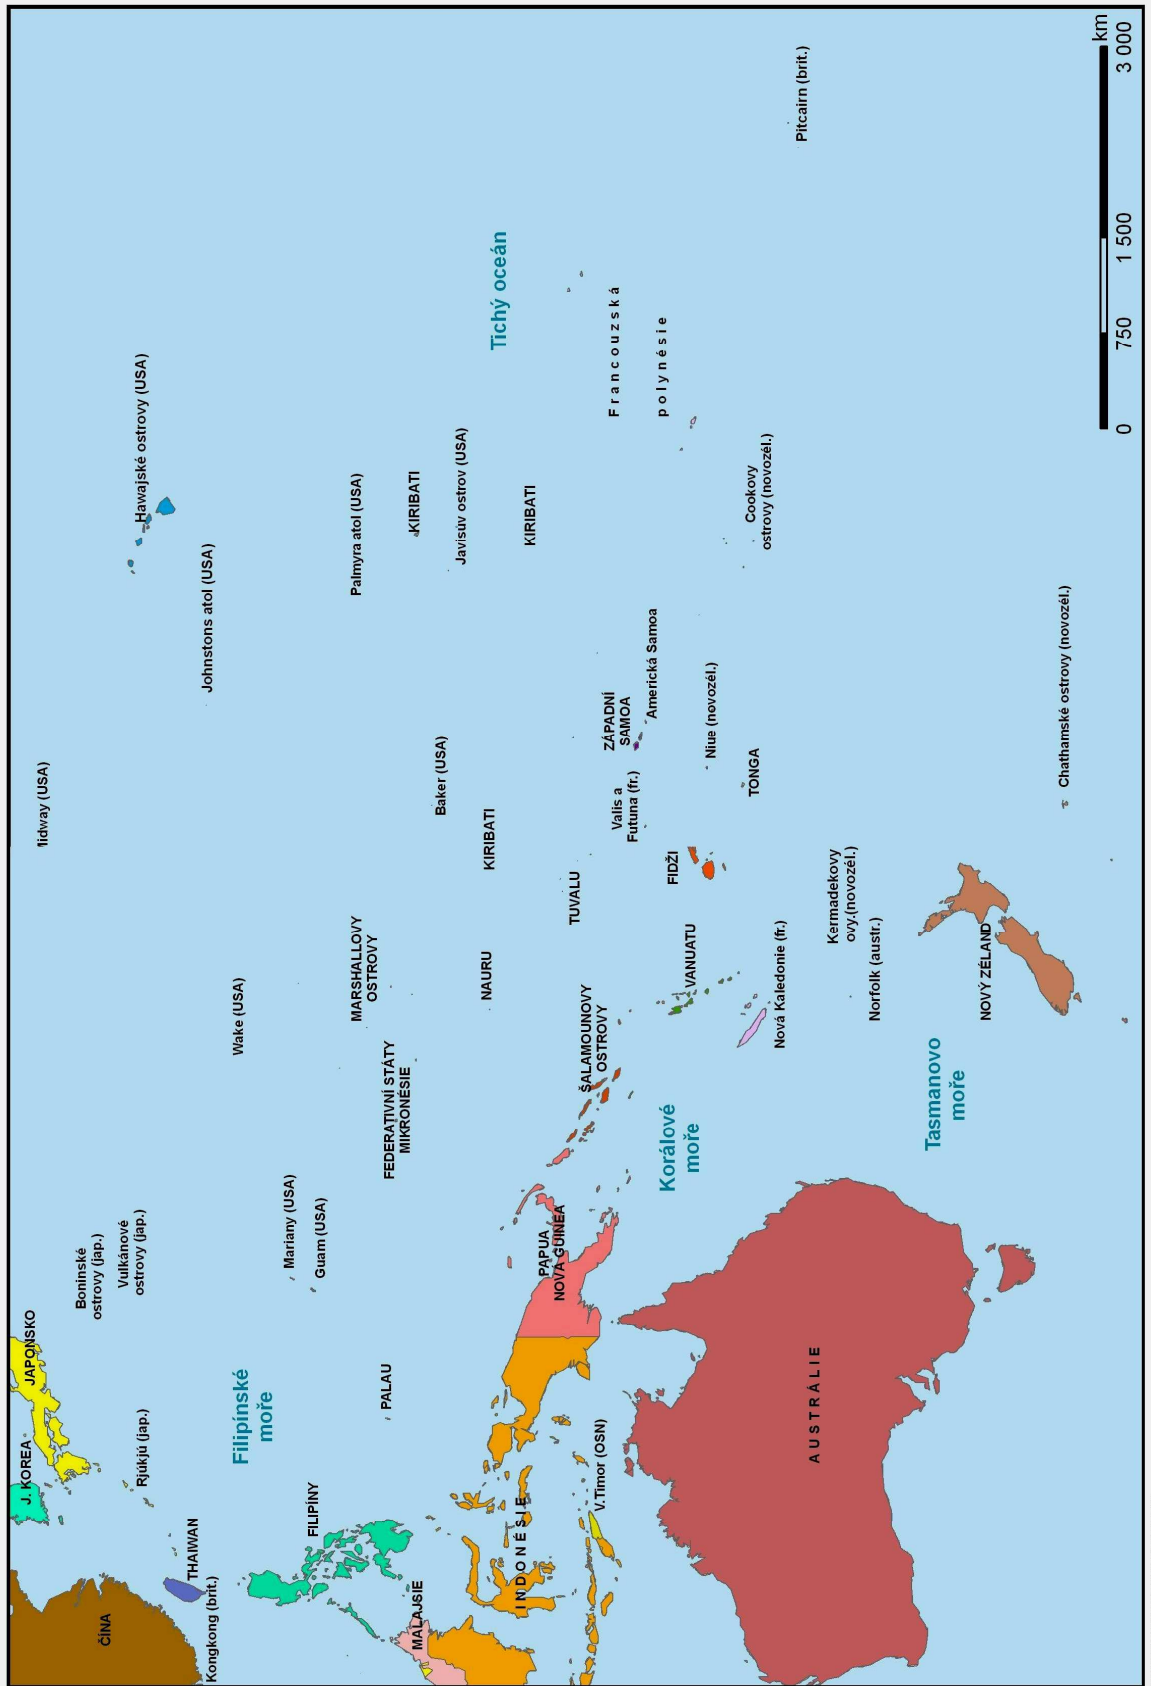 JAPONSKO
J. KOREA
ČÍNA
THAIWAN
Kongkong (brit.)
Rjúkjú (jap.)
Boninské
ostrovy (jap.)
Vulkánové
ostrovy (jap.)
Filipínské
moře
FILIPÍNY
MALAJSIE
PALAU
Mariany (USA)
Guam (USA)
FEDERATIVNÍ STÁTY
MIKRONÉSIE
Wake (USA)
MARSHALLOVY
OSTROVY
NAURU
lidway (USA)
Johnstons atol (USA)
Hawajské ostrovy (USA)
Palmyra atol (USA)
KIRIBATI
Javisúv ostrov (USA)
KIRIBATI
Baker (USA)
KIRIBATI
Tichý oceán
INDONÉSIE
V.Timor (OSN)
PAPUA
NOVÁ GUINEA
ŠALAMOUNOVY
OSTROVY
TUVALU
Valis a
Futuna (fr.)
ZÁPADNÍ
SAMOA
Americká Samoa
Francouzská
polynésie
Korálové
moře
VANUATU
FIDŽI
Niue (novozél.)
TONGA
Cookovy
ostrovy (novozél.)
Pitcairn (brit.)
Nová Kaledonie (fr.)
AUSTRÁLIE
Norfolk (austr.)
Kermadekovy
ovy.(novozél.)
Tasmanovo
moře
NOVÝ ZÉLAND
Chathamské ostrovy (novozél.)
km
0 750 1 500 3 000